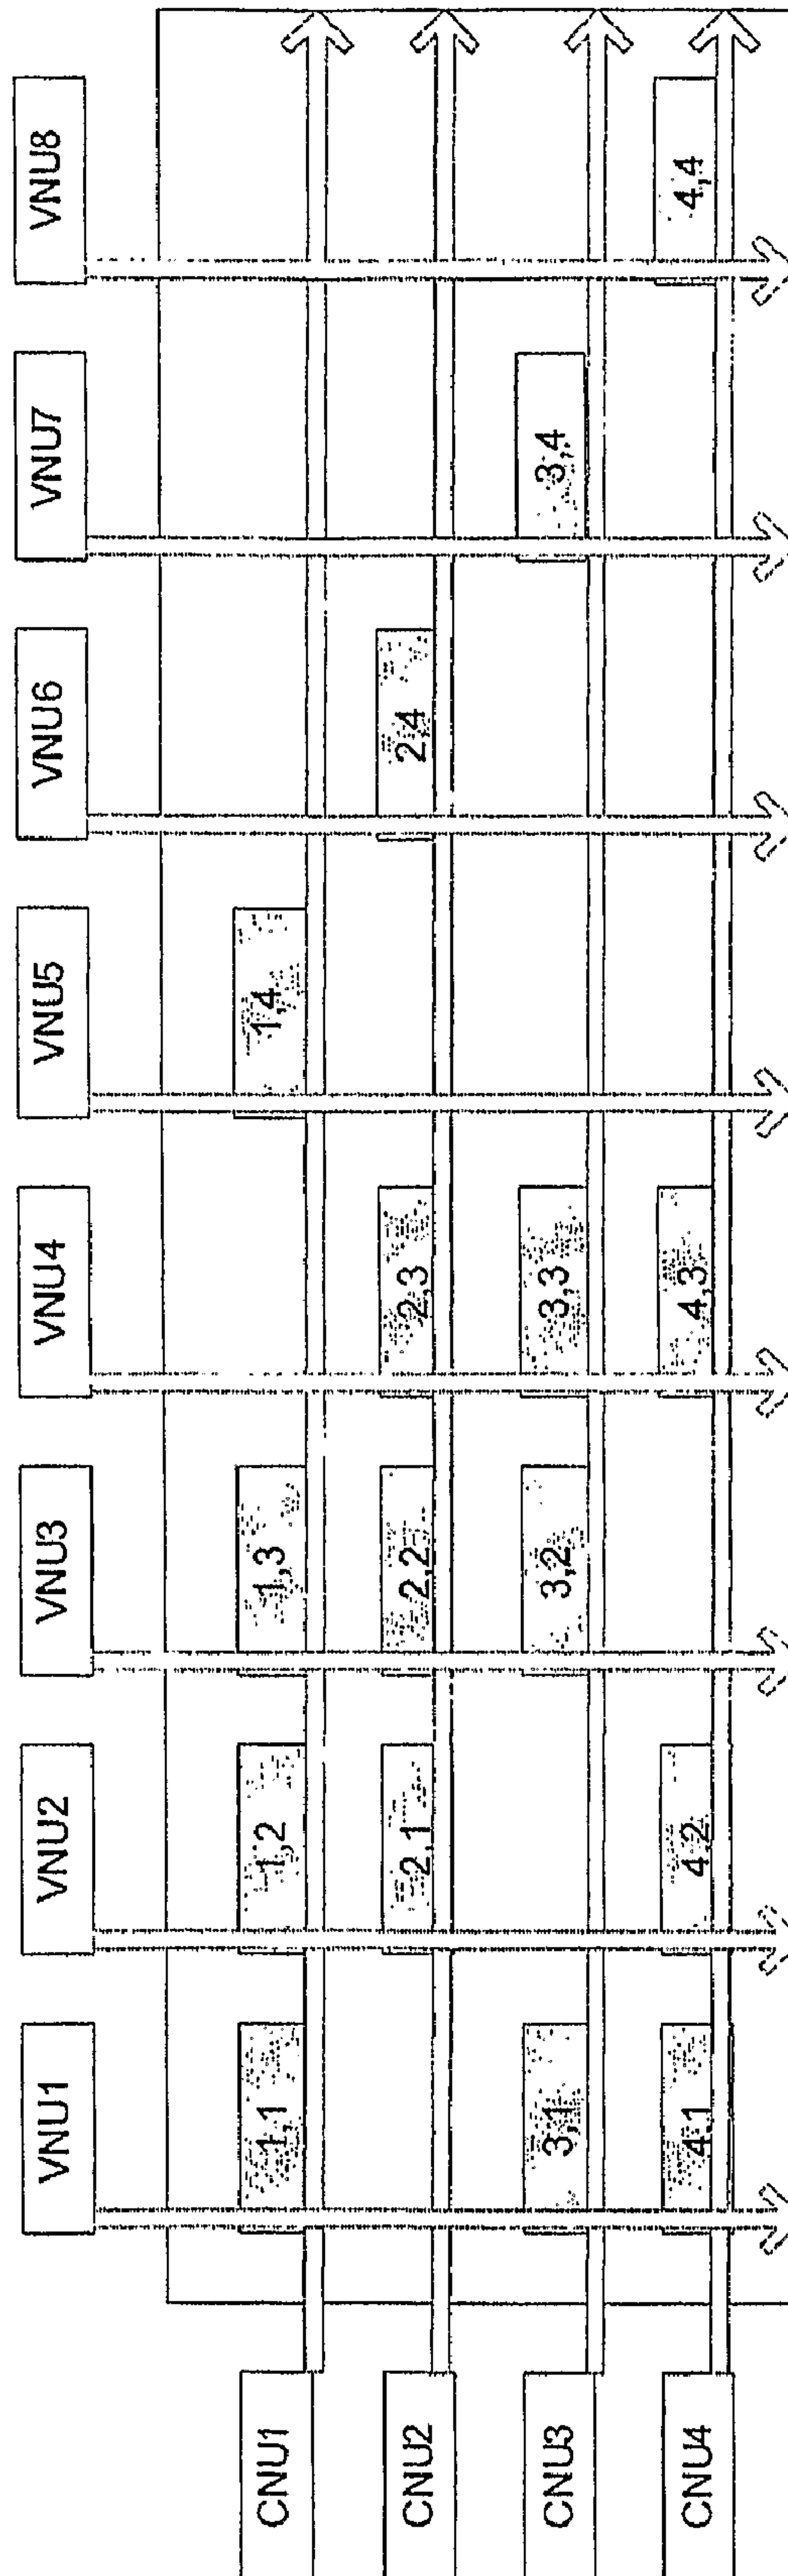 VNU1
VNU2
VNU3
VNU4
VNU5
VNU6
VNU7
VNU8
CNU1
1,1
1,2
1,3
1,4
CNU2
2,1
2,2
2,3
2,4
CNU3
3,1
3,2
3,3
3,4
CNU4
4,1
4,2
4,3
4,4